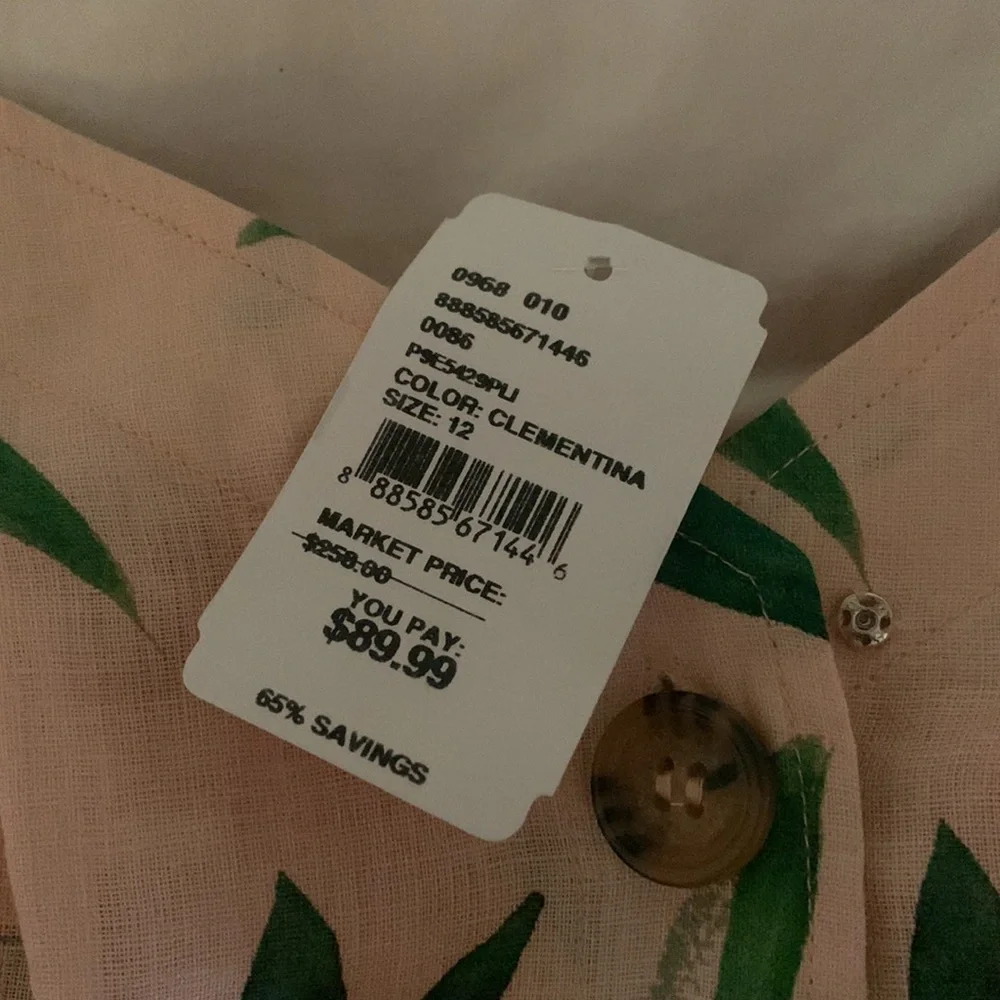 0968 010
888585671446
0086
P9E5429PLI
COLOR: CLEMENTINA
SIZE: 12
8 88585 67144 6
MARKET PRICE:
$258.00
YOU PAY:
$89.99
65% SAVINGS